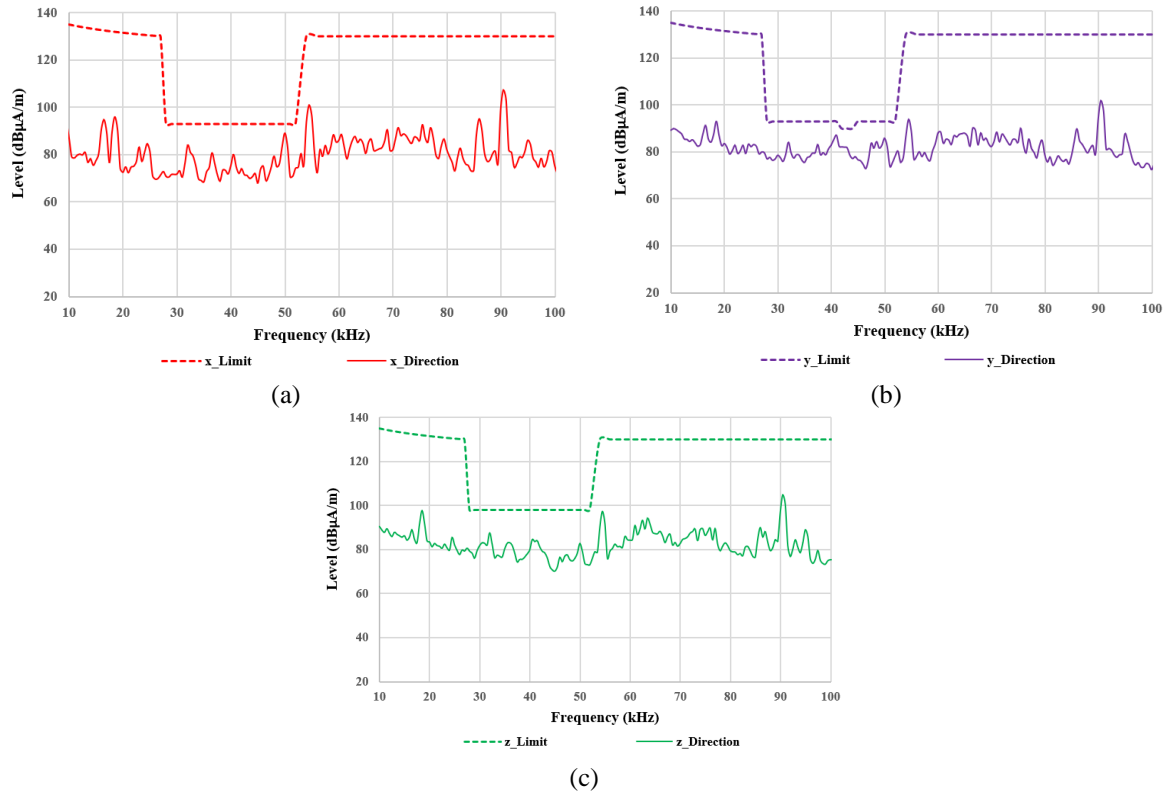 140
120
100
80
60
40
20
Level (dBµA/m)
10 20 30 40 50 60 70 80 90 100
Frequency (kHz)
x_Limit x_Direction
(a)
140
120
100
80
60
40
20
Level (dBµA/m)
10 20 30 40 50 60 70 80 90 100
Frequency (kHz)
y_Limit y_Direction
(b)
140
120
100
80
60
40
20
Level (dBµA/m)
10 20 30 40 50 60 70 80 90 100
Frequency (kHz)
z_Limit z_Direction
(c)